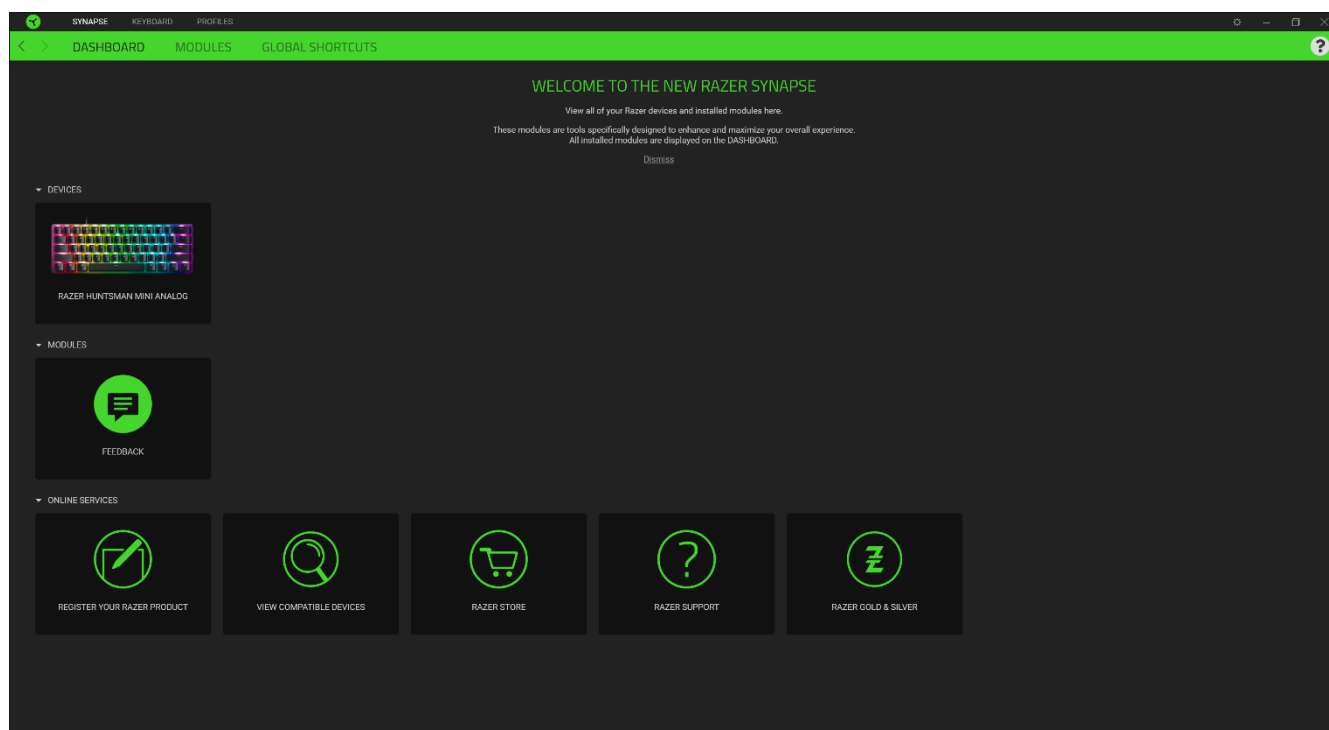 SYNAPSE KEYBOARD PROFILES
DASHBOARD MODULES GLOBAL SHORTCUTS
?
WELCOME TO THE NEW RAZER SYNAPSE
View all of your Razer devices and installed modules here.
These modules are tools specifically designed to enhance and maximize your overall experience.
All installed modules are displayed on the DASHBOARD.
Dismiss
DEVICES
RAZER HUNTSMAN MINI ANALOG
MODULES
FEEDBACK
ONLINE SERVICES
REGISTER YOUR RAZER PRODUCT
VIEW COMPATIBLE DEVICES
RAZER STORE
RAZER SUPPORT
RAZER GOLD & SILVER